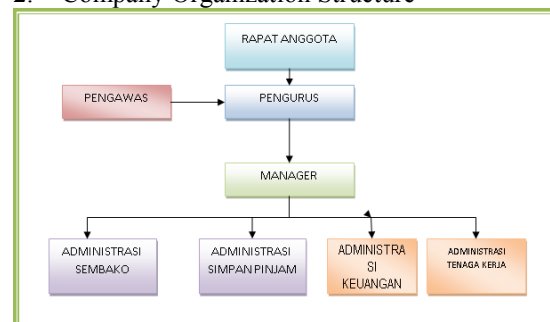 2. Company Organization Structure
RAPAT ANGGOTA
PENGAWAS
PENGURUS
MANAGER
ADMINISTRASI
SEMBAKO
ADMINISTRASI
SIMPAN PINJAM
ADMINISTRA
SI
KEUANGAN
ADMINISTRASI
TENAGA KERJA